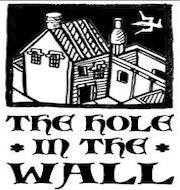 THE HOLE
* IN THE *
WALL